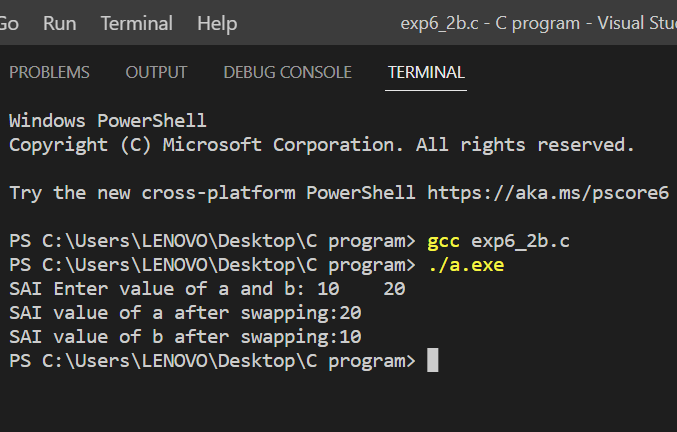 Go Run Terminal Help exp6_2b.c - C program - Visual Stu
PROBLEMS OUTPUT DEBUG CONSOLE TERMINAL
Windows PowerShell
Copyright (C) Microsoft Corporation. All rights reserved.
Try the new cross-platform PowerShell https://aka.ms/pscore6
PS C:\Users\LENOVO\Desktop\C program> gcc exp6_2b.c
PS C:\Users\LENOVO\Desktop\C program> ./a.exe
SAI Enter value of a and b: 10    20
SAI value of a after swapping:20
SAI value of b after swapping:10
PS C:\Users\LENOVO\Desktop\C program>